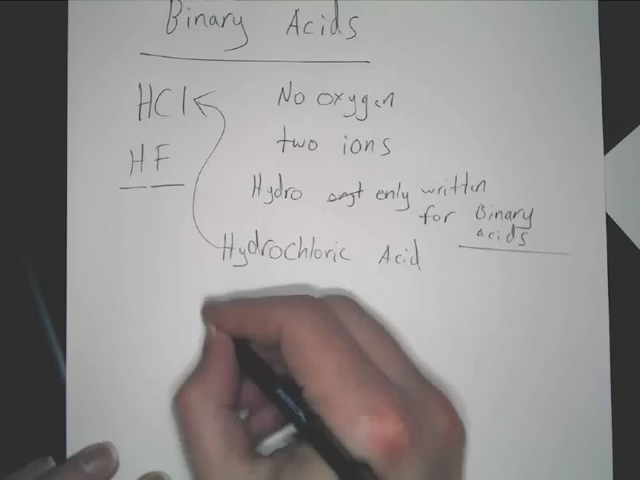 Binary Acids
HCl
No oxygen
HF
two ions
Hydro only written
for Binary
acids
Hydrochloric Acid